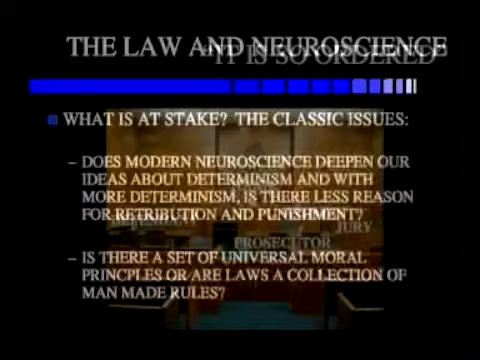 THE LAW AND NEUROSCIENCE
"IT IS SO ORDERED"
WHAT IS AT STAKE? THE CLASSIC ISSUES:
– DOES MODERN NEUROSCIENCE DEEPEN OUR
IDEAS ABOUT DETERMINISM AND WITH
MORE DETERMINISM, IS THERE LESS REASON
FOR RETRIBUTION AND PUNISHMENT?
DEFENDANT
JURY
PROSECUTOR
– IS THERE A SET OF UNIVERSAL MORAL
PRINCPLES OR ARE LAWS A COLLECTION OF
MAN MADE RULES?